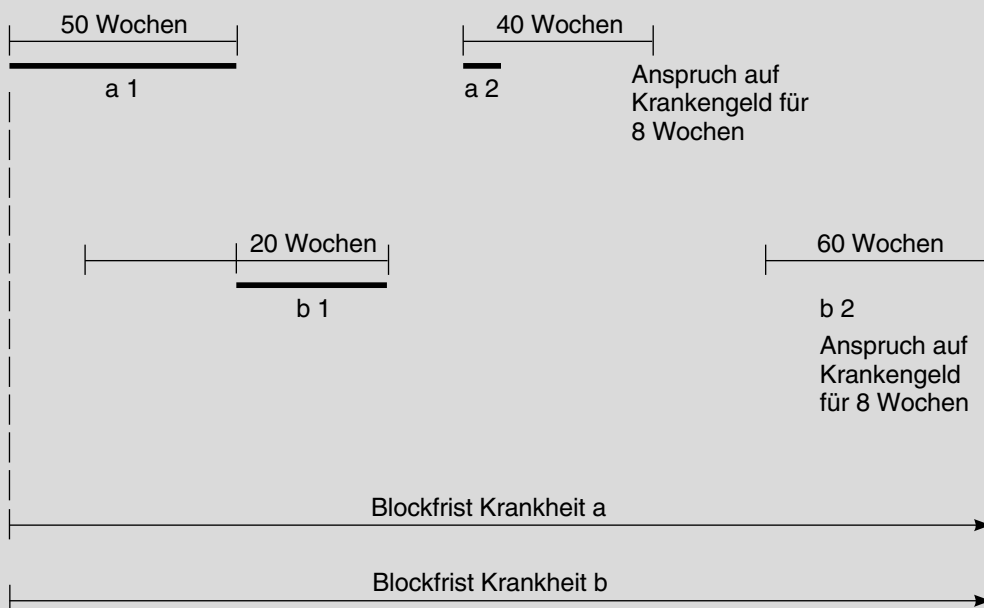 50 Wochen
40 Wochen
a 1
a 2
Anspruch auf
Krankengeld für
8 Wochen
20 Wochen
60 Wochen
b 1
b 2
Anspruch auf
Krankengeld
für 8 Wochen
Blockfrist Krankheit a
Blockfrist Krankheit b